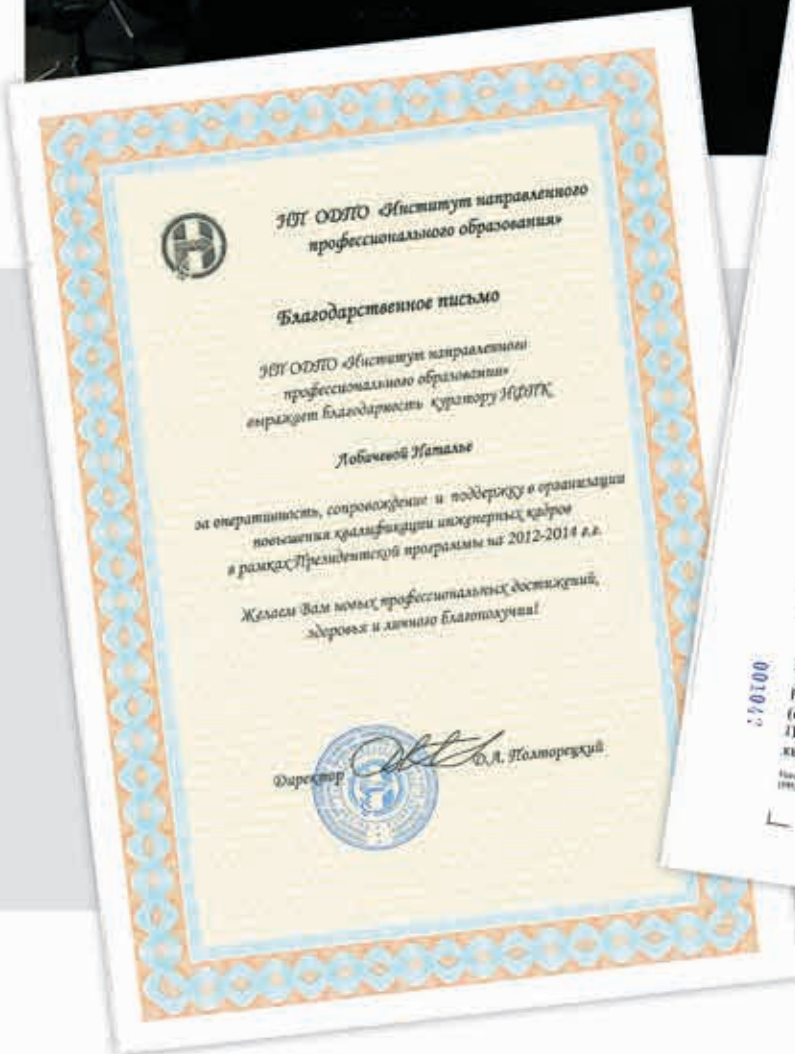 НП ОДПО «Институт направленного
профессионального образования»
Благодарственное письмо
НП ОДПО «Институт направленного
профессионального образования»
выражает благодарность куратору НФПК
Лобачевой Наталье
за оперативность, сопровождение и поддержку в организации
повышения квалификации инженерных кадров
в рамках Президентской программы на 2012-2014 г.г.
Желаем Вам новых профессиональных достижений,
здоровья и личного благополучия!
Директор Д.А. Полторецкий